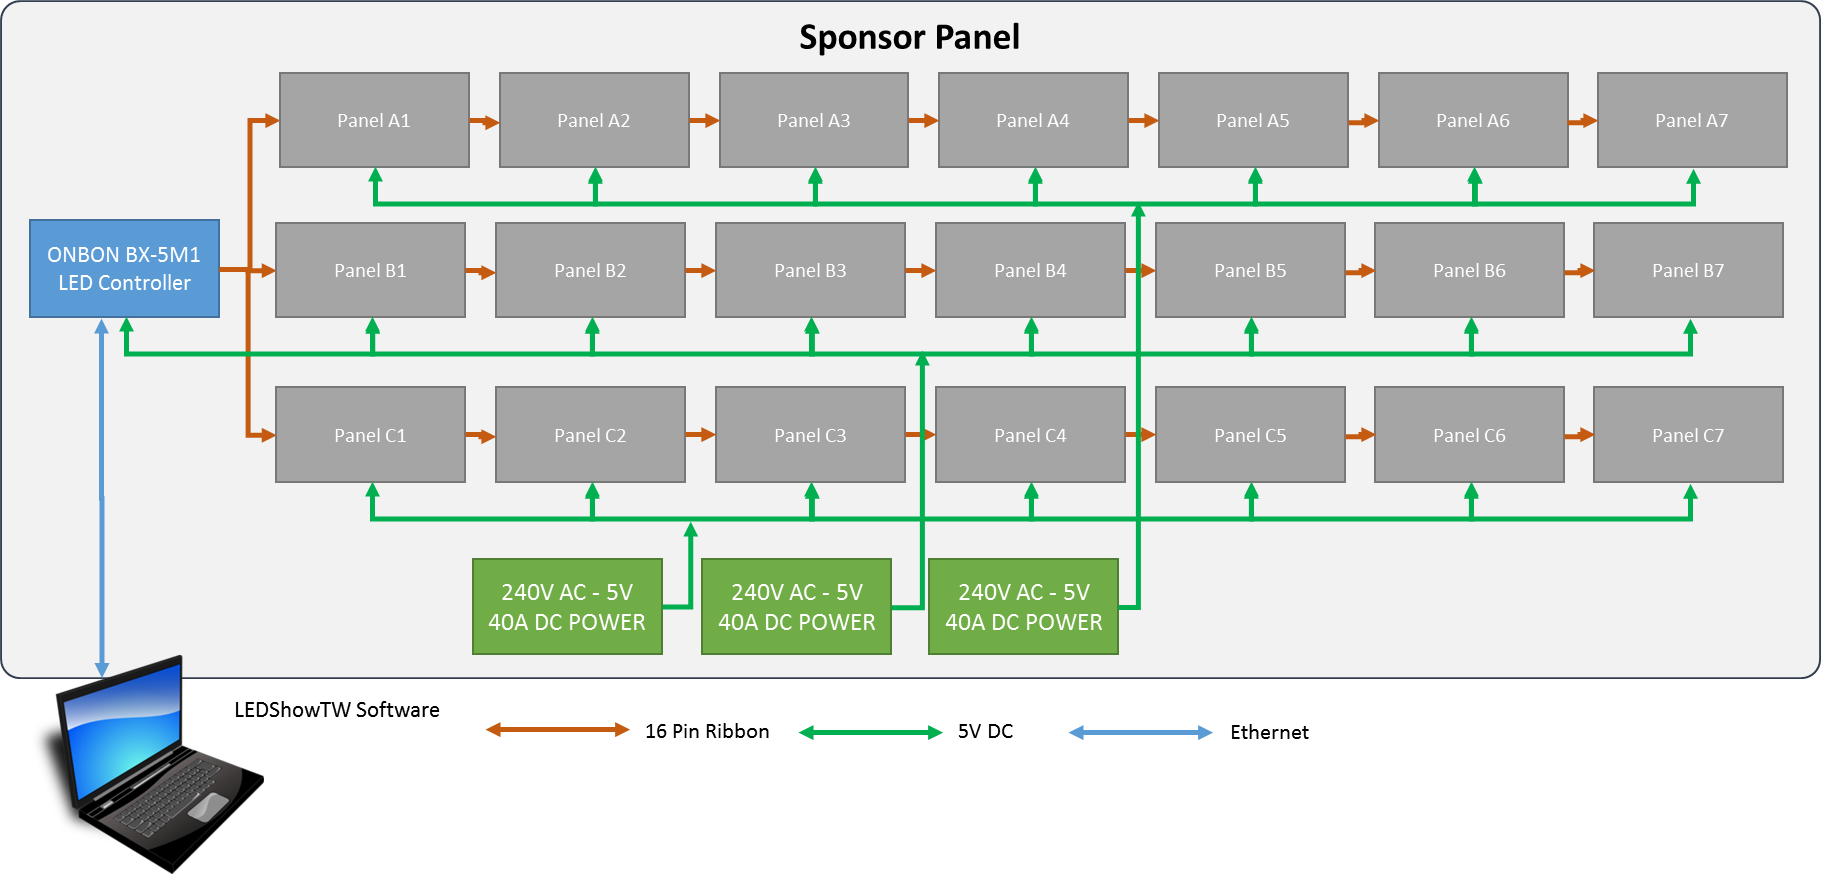 Sponsor Panel
Panel A1
Panel A2
Panel A3
Panel A4
Panel A5
Panel A6
Panel A7
ONBON BX-5M1
LED Controller
Panel B1
Panel B2
Panel B3
Panel B4
Panel B5
Panel B6
Panel B7
Panel C1
Panel C2
Panel C3
Panel C4
Panel C5
Panel C6
Panel C7
240V AC - 5V
40A DC POWER
240V AC - 5V
40A DC POWER
240V AC - 5V
40A DC POWER
LEDShowTW Software
16 Pin Ribbon
5V DC
Ethernet